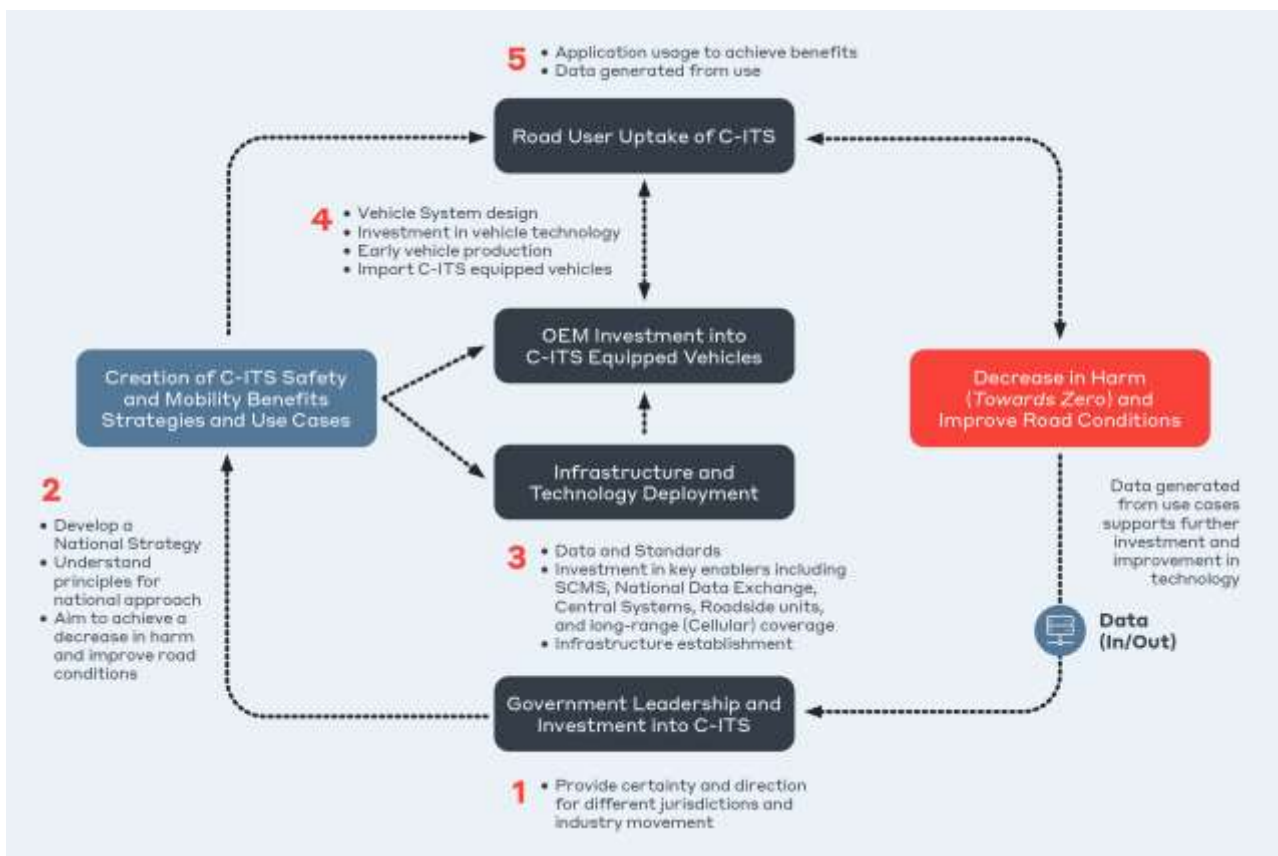 5
• Application usage to achieve benefits
• Data generated from use
Road User Uptake of C-ITS
4
• Vehicle System design
• Investment in vehicle technology
• Early vehicle production
• Import C-ITS equipped vehicles
OEM Investment into
C-ITS Equipped Vehicles
Creation of C-ITS Safety
and Mobility Benefits
Strategies and Use Cases
Decrease in Harm
(Towards Zero) and
Improve Road Conditions
Infrastructure and
Technology Deployment
2
• Develop a
National Strategy
• Understand
principles for
national approach
• Aim to achieve a
decrease in harm
and improve road
conditions
3
• Data and Standards
• Investment in key enablers including
SCMS, National Data Exchange,
Central Systems, Roadside units,
and long-range (Cellular) coverage
• Infrastructure establishment
Data generated
from use cases
supports further
investment and
improvement in
technology
Data
(In/Out)
Government Leadership and
Investment into C-ITS
1
• Provide certainty and direction
for different jurisdictions and
industry movement